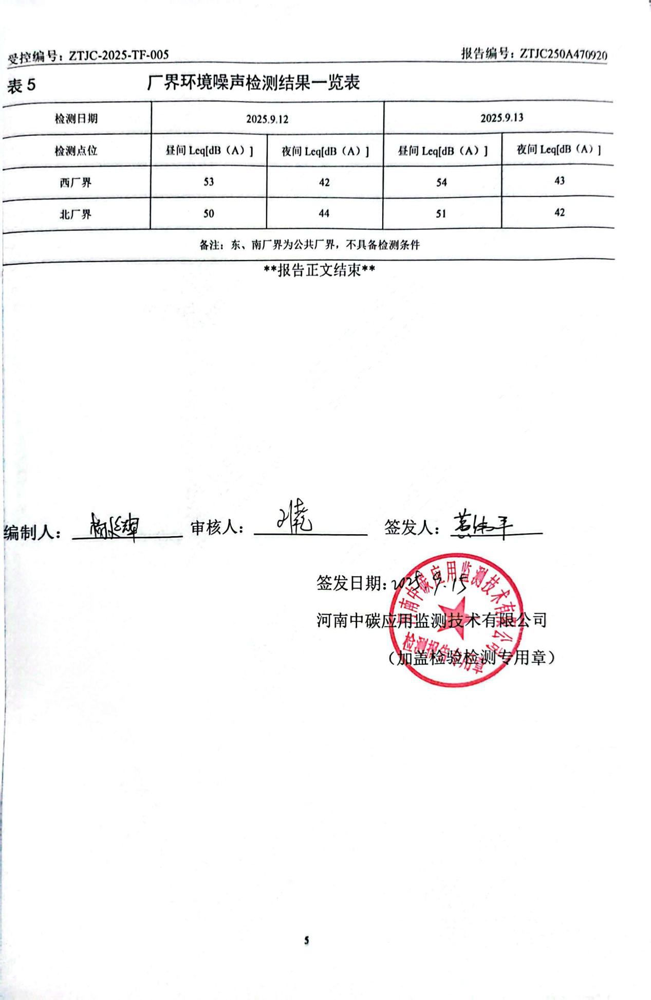 受控编号：ZTJC-2025-TF-005 报告编号：ZTJC250A470920
表 5 厂界环境噪声检测结果一览表
检测日期 2025.9.12 2025.9.13
检测点位 昼间 Leq[dB（A）] 夜间 Leq[dB（A）] 昼间 Leq[dB（A）] 夜间 Leq[dB（A）]
西厂界 53 42 54 43
北厂界 50 44 51 42
备注：东、南厂界为公共厂界，不具备检测条件
**报告正文结束**
编制人： 审核人： 签发人：黄伟平
签发日期：2025.9.15
河南中碳应用监测技术有限公司
（加盖检验检测专用章）
河南中碳应用监测技术有限公司
检测报告专用章
5